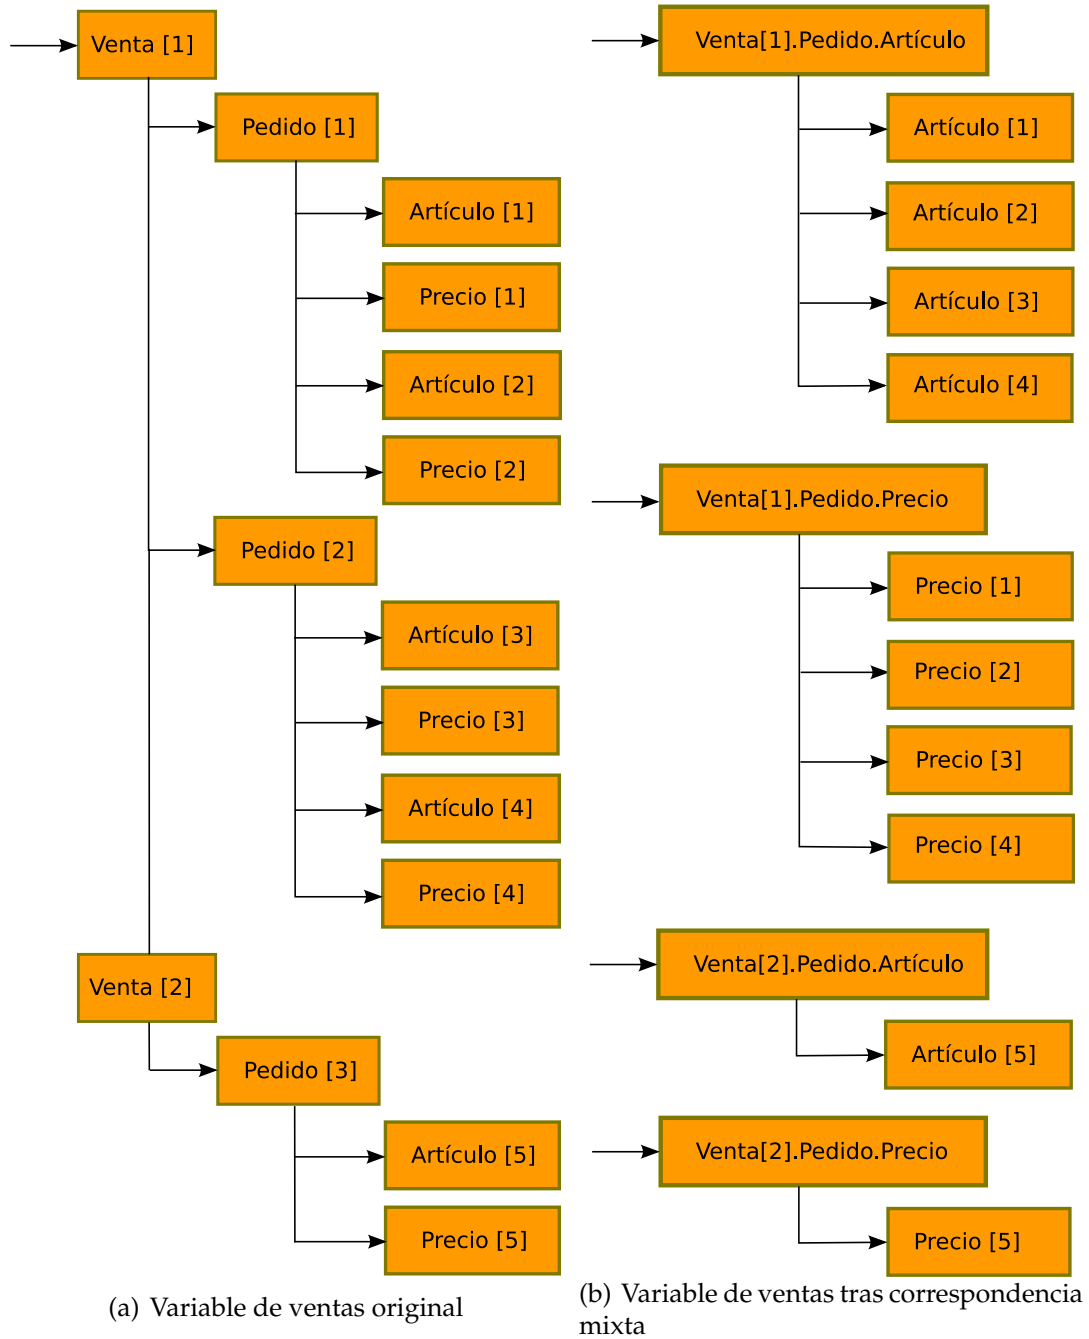 Venta [1]
Pedido [1]
Artículo [1]
Precio [1]
Artículo [2]
Precio [2]
Pedido [2]
Artículo [3]
Precio [3]
Artículo [4]
Precio [4]
Venta [2]
Pedido [3]
Artículo [5]
Precio [5]
(a) Variable de ventas original
Venta[1].Pedido.Artículo
Artículo [1]
Artículo [2]
Artículo [3]
Artículo [4]
Venta[1].Pedido.Precio
Precio [1]
Precio [2]
Precio [3]
Precio [4]
Venta[2].Pedido.Artículo
Artículo [5]
Venta[2].Pedido.Precio
Precio [5]
(b) Variable de ventas tras correspondencia
mixta